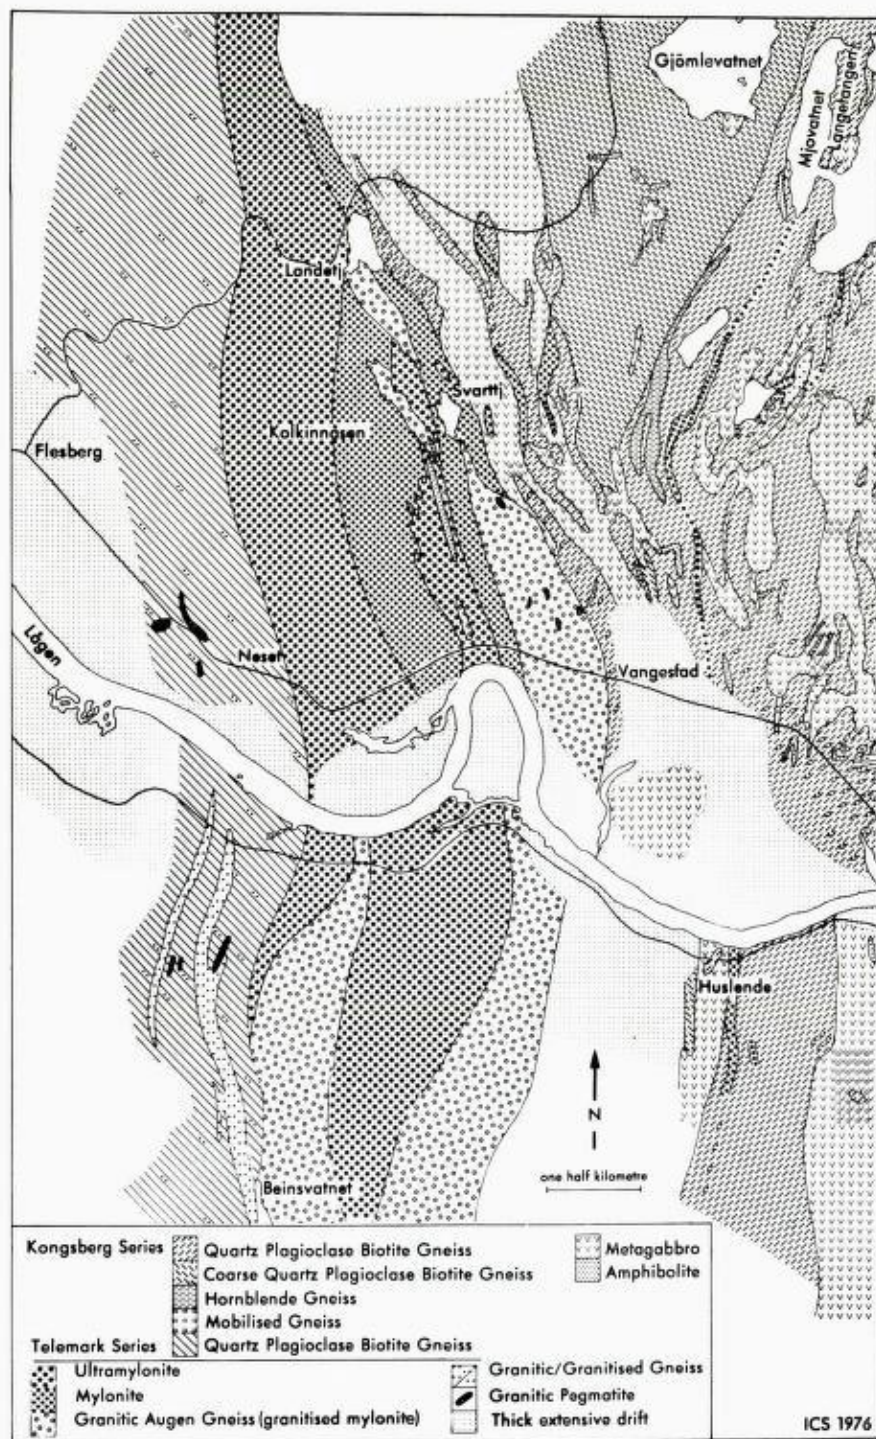 Gjömlevatnet
Mjovatnet
Langetangen
Landetj.
Svarttj.
Kolkinnåsen
Flesberg
Lågen
Neset
Vangesfad
Huslende
N
one half kilometre
Beinsvatnet
Kongsberg Series
Quartz Plagioclase Biotite Gneiss
Metagabbro
Coarse Quartz Plagioclase Biotite Gneiss
Amphibolite
Hornblende Gneiss
Mobilised Gneiss
Telemark Series
Quartz Plagioclase Biotite Gneiss
Ultramylonite
Granitic/Granitised Gneiss
Mylonite
Granitic Pegmatite
Granitic Augen Gneiss (granitised mylonite)
Thick extensive drift
ICS 1976